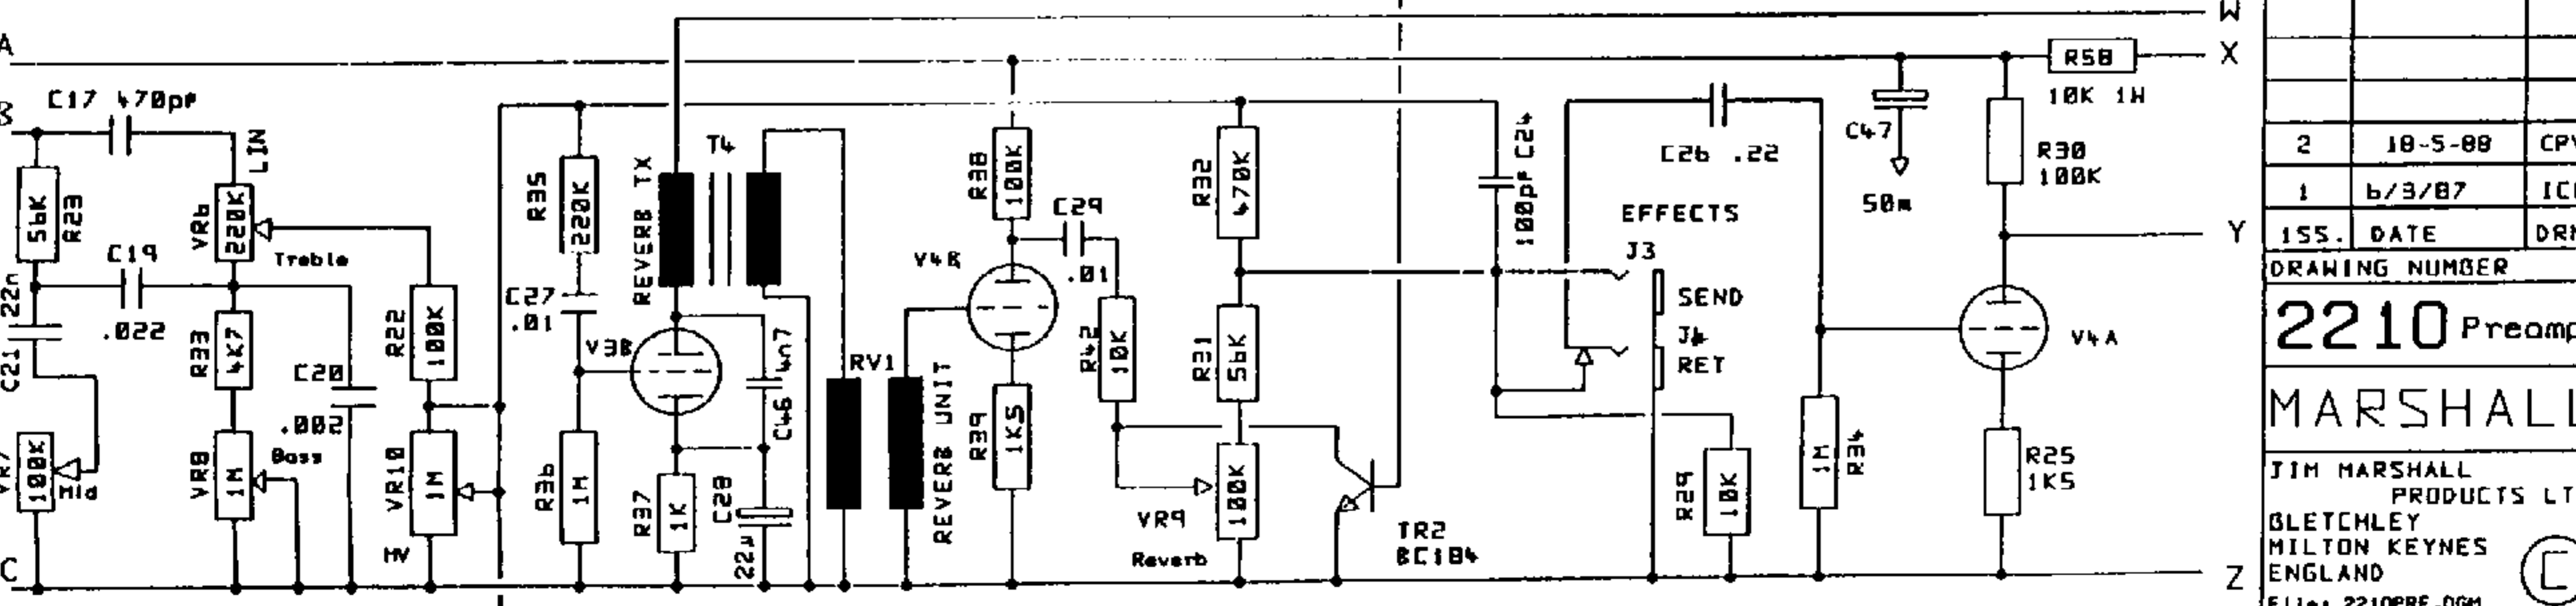 A
W
X
R58
10K 1W
B
C17 470pF
LIN
R23
56K
VR6
220K
Treble
C19
.022
C21
22n
R33
4K7
C20
.002
VR7
100K
Mid
VR8
1M
Bass
R22
100K
VR10
1M
MV
R35
220K
C27
.01
R36
1M
REVERB TX
T4
V3B
C46 4n7
R37
1K
C28
22µ
RV1
REVERB UNIT
R38
100K
C29
.01
V4B
R39
1K5
R42
10K
R32
470K
R31
56K
VR9
100K
Reverb
TR2
BC184
100pF C24
C26 .22
EFFECTS
J3
SEND
J4
RET
R29
10K
R34
1M
C47
50m
R30
100K
Y
V4A
R25
1K5
C
Z
2 18-5-88 CPV
1 6/3/87
ISS. DATE
DRAWING NUMBER
2210 Preamp
MARSHALL
JIM MARSHALL
PRODUCTS LT
BLETCHLEY
MILTON KEYNES
ENGLAND
C